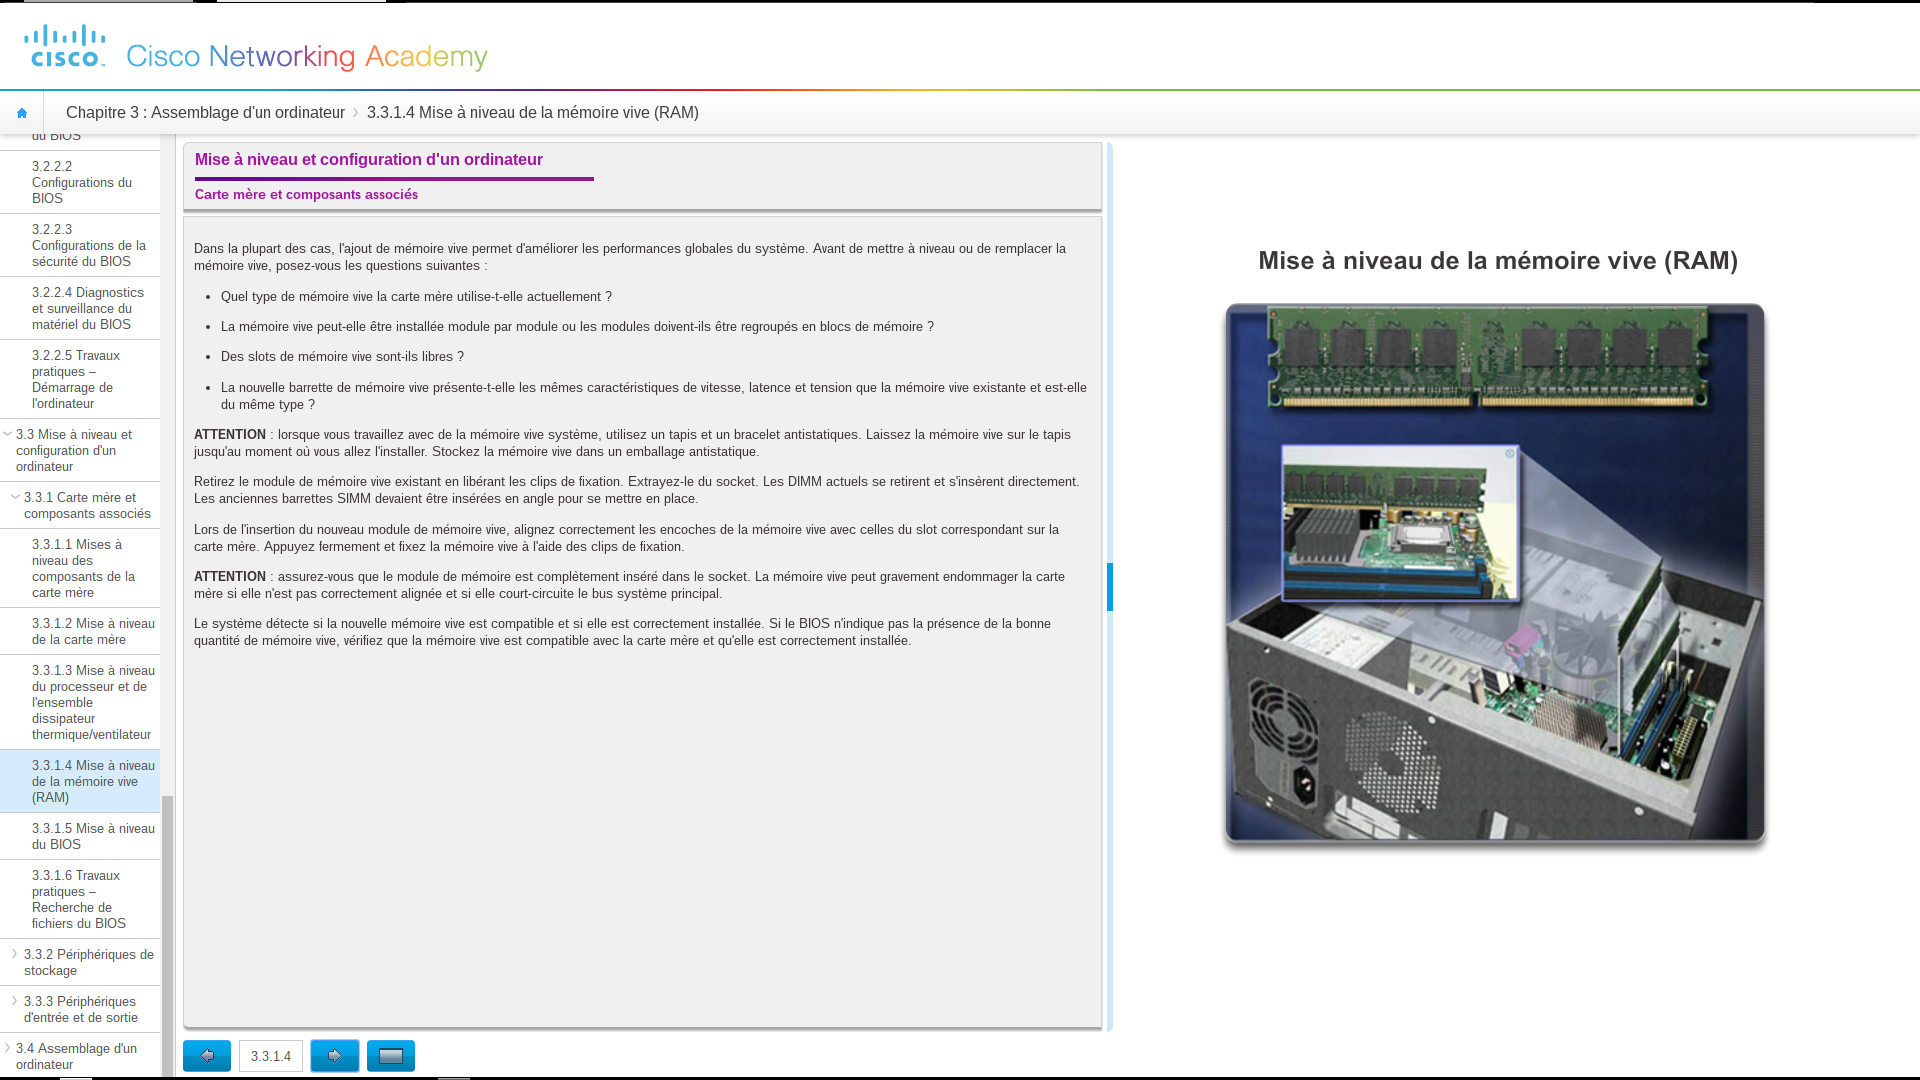 cisco
Cisco Networking Academy
Chapitre 3 : Assemblage d'un ordinateur
3.3.1.4 Mise à niveau de la mémoire vive (RAM)
du BIOS
3.2.2.2
Configurations du
BIOS
3.2.2.3
Configurations de la
sécurité du BIOS
3.2.2.4 Diagnostics
et surveillance du
matériel du BIOS
3.2.2.5 Travaux
pratiques –
Démarrage de
l'ordinateur
3.3 Mise à niveau et
configuration d'un
ordinateur
3.3.1 Carte mère et
composants associés
3.3.1.1 Mises à
niveau des
composants de la
carte mère
3.3.1.2 Mise à niveau
de la carte mère
3.3.1.3 Mise à niveau
du processeur et de
l'ensemble
dissipateur
thermique/ventilateur
3.3.1.4 Mise à niveau
de la mémoire vive
(RAM)
3.3.1.5 Mise à niveau
du BIOS
3.3.1.6 Travaux
pratiques –
Recherche de
fichiers du BIOS
3.3.2 Périphériques de
stockage
3.3.3 Périphériques
d'entrée et de sortie
3.4 Assemblage d'un
ordinateur
Mise à niveau et configuration d'un ordinateur
Carte mère et composants associés
Dans la plupart des cas, l'ajout de mémoire vive permet d'améliorer les performances globales du système. Avant de mettre à niveau ou de remplacer la
mémoire vive, posez-vous les questions suivantes :
• Quel type de mémoire vive la carte mère utilise-t-elle actuellement ?
• La mémoire vive peut-elle être installée module par module ou les modules doivent-ils être regroupés en blocs de mémoire ?
• Des slots de mémoire vive sont-ils libres ?
• La nouvelle barrette de mémoire vive présente-t-elle les mêmes caractéristiques de vitesse, latence et tension que la mémoire vive existante et est-elle
du même type ?
ATTENTION : lorsque vous travaillez avec de la mémoire vive système, utilisez un tapis et un bracelet antistatiques. Laissez la mémoire vive sur le tapis
jusqu'au moment où vous allez l'installer. Stockez la mémoire vive dans un emballage antistatique.
Retirez le module de mémoire vive existant en libérant les clips de fixation. Extrayez-le du socket. Les DIMM actuels se retirent et s'insèrent directement.
Les anciennes barrettes SIMM devaient être insérées en angle pour se mettre en place.
Lors de l'insertion du nouveau module de mémoire vive, alignez correctement les encoches de la mémoire vive avec celles du slot correspondant sur la
carte mère. Appuyez fermement et fixez la mémoire vive à l'aide des clips de fixation.
ATTENTION : assurez-vous que le module de mémoire est complètement inséré dans le socket. La mémoire vive peut gravement endommager la carte
mère si elle n'est pas correctement alignée et si elle court-circuite le bus système principal.
Le système détecte si la nouvelle mémoire vive est compatible et si elle est correctement installée. Si le BIOS n'indique pas la présence de la bonne
quantité de mémoire vive, vérifiez que la mémoire vive est compatible avec la carte mère et qu'elle est correctement installée.
3.3.1.4
Mise à niveau de la mémoire vive (RAM)